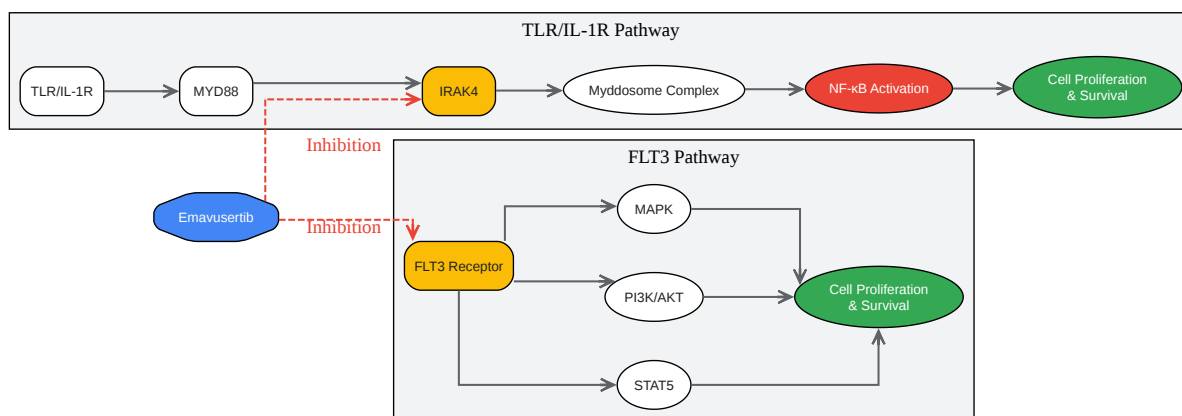 TLR/IL-1R Pathway
TLR/IL-1R
MYD88
IRAK4
Myddosome Complex
NF-κB Activation
Cell Proliferation
& Survival
Inhibition
FLT3 Pathway
Emavusertib
Inhibition
MAPK
FLT3 Receptor
PI3K/AKT
Cell Proliferation
& Survival
STAT5